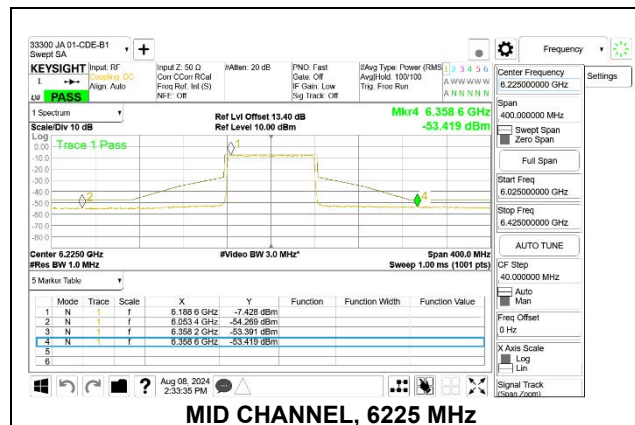 33300 JA 01-CDE-B1
Swept SA
Frequency
KEYSIGHT
Input: RF
Coupling: DC
Align: Auto
Input Z: 50 Ω
Corr CCorr RCal
Freq Ref: Int (S)
NFE: Off
#Atten: 20 dB
PNO: Fast
Gate: Off
IF Gain: Low
Sig Track: Off
#Avg Type: Power (RMS
Avg|Hold: 100/100
Trig: Free Run
1 2 3 4 5
A W W W W W
A N N N N N
L
PASS
1 Spectrum
Scale/Div 10 dB
Ref Lvl Offset 13.40 dB
Ref Level 10.00 dBm
Mkr4 6.358 6 GHz
-53.419 dBm
Log
Trace 1 Pass
0.00
-10.0
-20.0
-30.0
-40.0
-50.0
-60.0
-70.0
-80.0
1
2
4
Center 6.2250 GHz
#Video BW 3.0 MHz*
Span 400.0 MHz
#Res BW 1.0 MHz
Sweep 1.00 ms (1001 pts)
5 Marker Table
Mode Trace Scale X Y Function Function Width Function Value
1 N 1 f 6.188 6 GHz -7.428 dBm
2 N 1 f 6.053 4 GHz -54.269 dBm
3 N 1 f 6.358 2 GHz -53.391 dBm
4 N 1 f 6.358 6 GHz -53.419 dBm
5
6
Aug 08, 2024
2:33:35 PM
Center Frequency
6.225000000 GHz
Settings
Span
400.000000 MHz
Swept Span
Zero Span
Full Span
Start Freq
6.025000000 GHz
Stop Freq
6.425000000 GHz
AUTO TUNE
CF Step
40.000000 MHz
Auto
Man
Freq Offset
0 Hz
X Axis Scale
Log
Lin
Signal Track
(Span Zoom)
MID CHANNEL, 6225 MHz